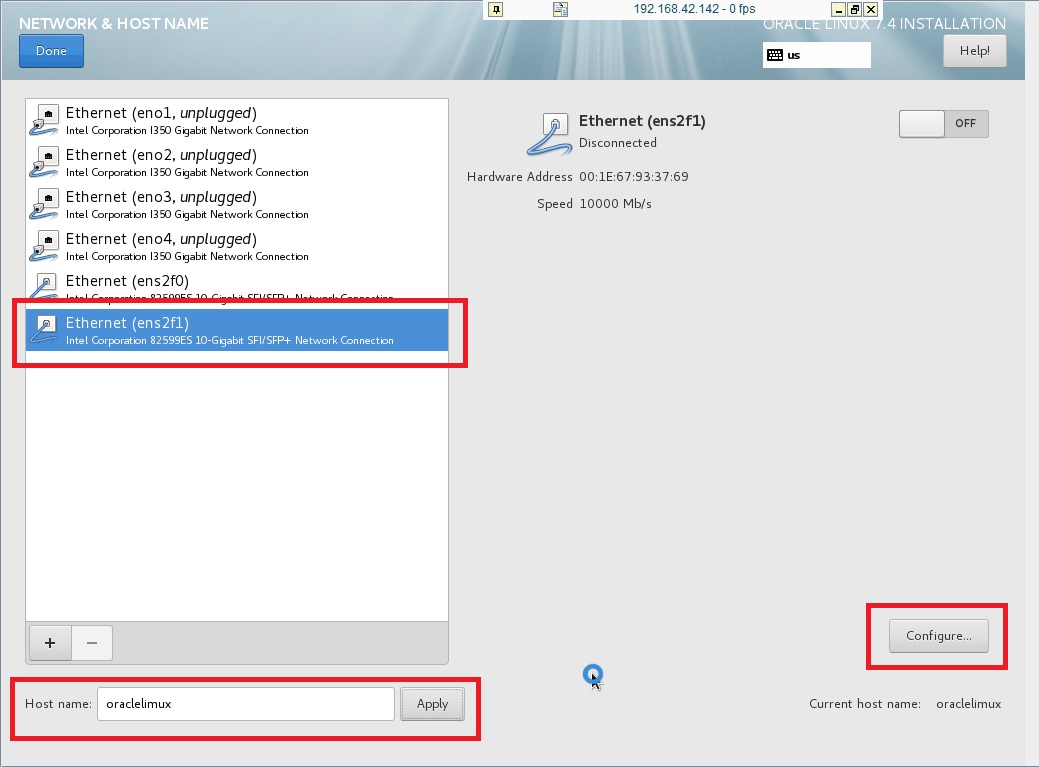 192.168.42.142 - 0 fps
NETWORK & HOST NAME
ORACLE LINUX 7.4 INSTALLATION
Done
us
Help!
Ethernet (eno1, unplugged)
Intel Corporation I350 Gigabit Network Connection
Ethernet (eno2, unplugged)
Intel Corporation I350 Gigabit Network Connection
Ethernet (eno3, unplugged)
Intel Corporation I350 Gigabit Network Connection
Ethernet (eno4, unplugged)
Intel Corporation I350 Gigabit Network Connection
Ethernet (ens2f0)
Intel Corporation 82599ES 10-Gigabit SFI/SFP+ Network Connection
Ethernet (ens2f1)
Intel Corporation 82599ES 10-Gigabit SFI/SFP+ Network Connection
Ethernet (ens2f1)
Disconnected
OFF
Hardware Address 00:1E:67:93:37:69
Speed 10000 Mb/s
+ −
Configure...
Host name: oraclelimux Apply
Current host name: oraclelimux